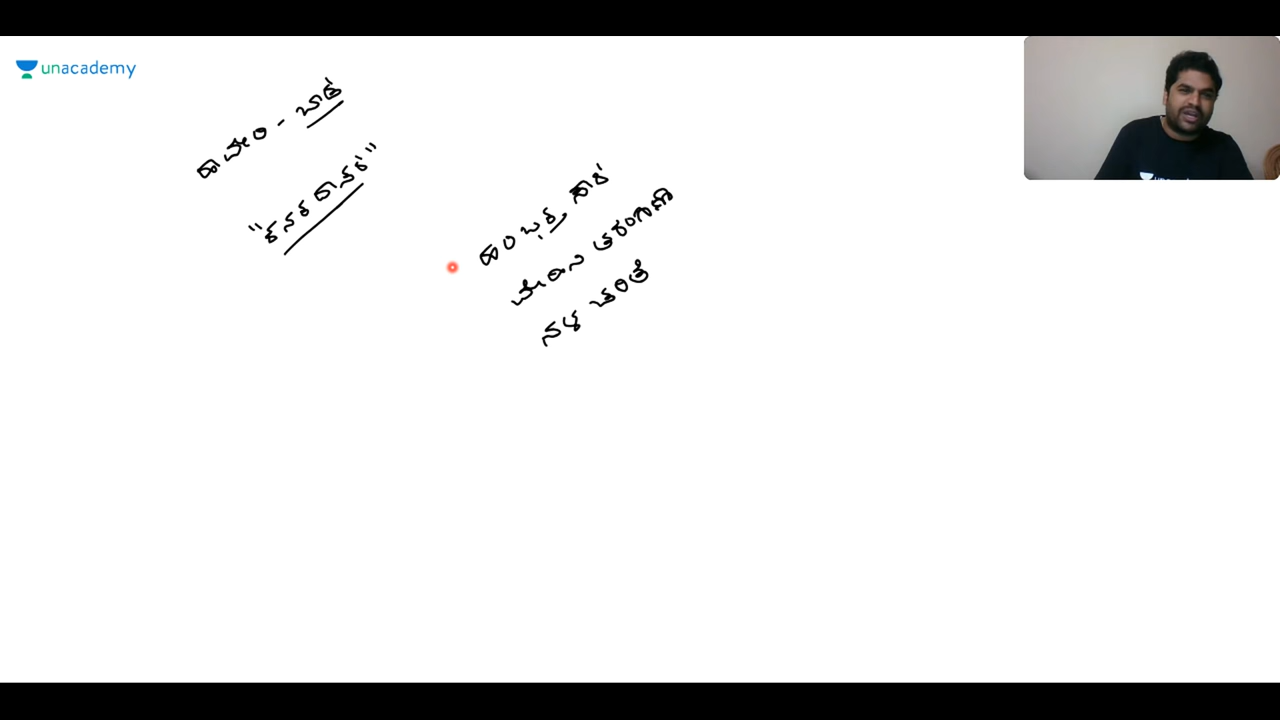 unacademy
ಹಾವೇರಿ - ಬಾಡ
"ಕನಕದಾಸರು"
ಹರಿಭಕ್ತ ಸಾರ
ಮೋಹನ ತರಂಗಿಣಿ
ನಳ ಚರಿತ್ರೆ